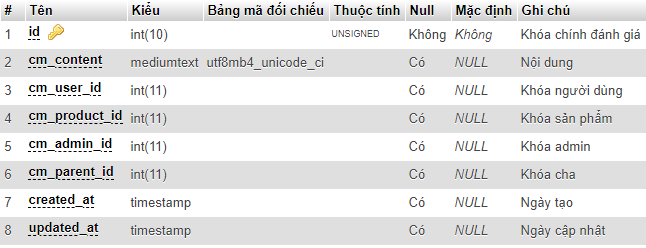 # Tên Kiểu Bảng mã đối chiếu Thuộc tính Null Mặc định Ghi chú
1 id int(10) UNSIGNED Không Không Khóa chính đánh giá
2 cm_content mediumtext utf8mb4_unicode_ci Có NULL Nội dung
3 cm_user_id int(11) Có NULL Khóa người dùng
4 cm_product_id int(11) Có NULL Khóa sản phẩm
5 cm_admin_id int(11) Có NULL Khóa admin
6 cm_parent_id int(11) Có NULL Khóa cha
7 created_at timestamp Có NULL Ngày tạo
8 updated_at timestamp Có NULL Ngày cập nhật